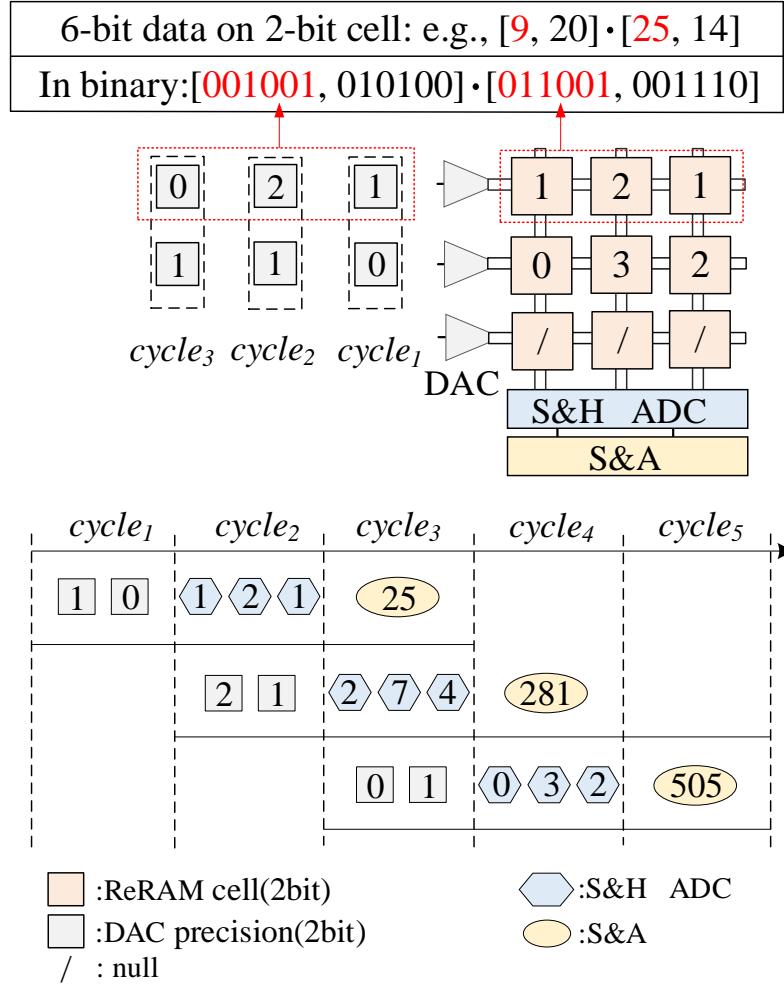 6-bit data on 2-bit cell: e.g., [9, 20]·[25, 14]
In binary:[001001, 010100]·[011001, 001110]
0 2 1 1 2 1
1 1 0 0 3 2
cycle3 cycle2 cycle1 / / /
DAC
S&H ADC
S&A
cycle1 cycle2 cycle3 cycle4 cycle5
1 0 1 2 1 25
2 1 2 7 4 281
0 1 0 3 2 505
:ReRAM cell(2bit) :S&H ADC
:DAC precision(2bit) :S&A
/ : null